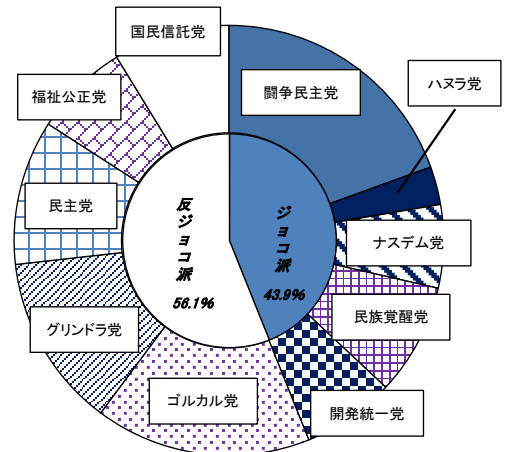 国民信託党
闘争民主党
ハヌラ党
福祉公正党
民主党
反ジョコ派
56.1%
ジョコ派
43.9%
ナスデム党
民族覚醒党
グリンドラ党
ゴルカル党
開発統一党